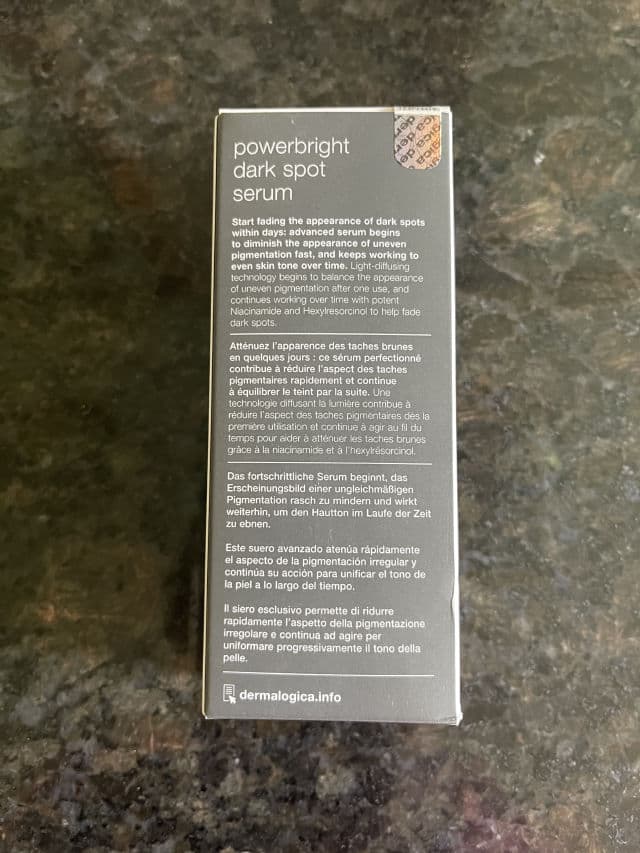 powerbright
dark spot
serum
Start fading the appearance of dark spots
within days: advanced serum begins
to diminish the appearance of uneven
pigmentation fast, and keeps working to
even skin tone over time. Light-diffusing
technology begins to balance the appearance
of uneven pigmentation after one use, and
continues working over time with potent
Niacinamide and Hexylresorcinol to help fade
dark spots.
Atténuez l'apparence des taches brunes
en quelques jours : ce sérum perfectionné
contribue à réduire l'aspect des taches
pigmentaires rapidement et continue
à équilibrer le teint par la suite. Une
technologie diffusant la lumière contribue à
réduire l'aspect des taches pigmentaires dès la
première utilisation et continue à agir au fil du
temps pour aider à atténuer les taches brunes
grâce à la niacinamide et à l'hexylrésorcinol.
Das fortschrittliche Serum beginnt, das
Erscheinungsbild einer ungleichmäßigen
Pigmentation rasch zu mindern und wirkt
weiterhin, um den Hautton im Laufe der Zeit
zu ebnen.
Este suero avanzado atenúa rápidamente
el aspecto de la pigmentación irregular y
continúa su acción para unificar el tono de
la piel a lo largo del tiempo.
Il siero esclusivo permette di ridurre
rapidamente l'aspetto della pigmentazione
irregolare e continua ad agire per
uniformare progressivamente il tono della
pelle.
dermalogica.info